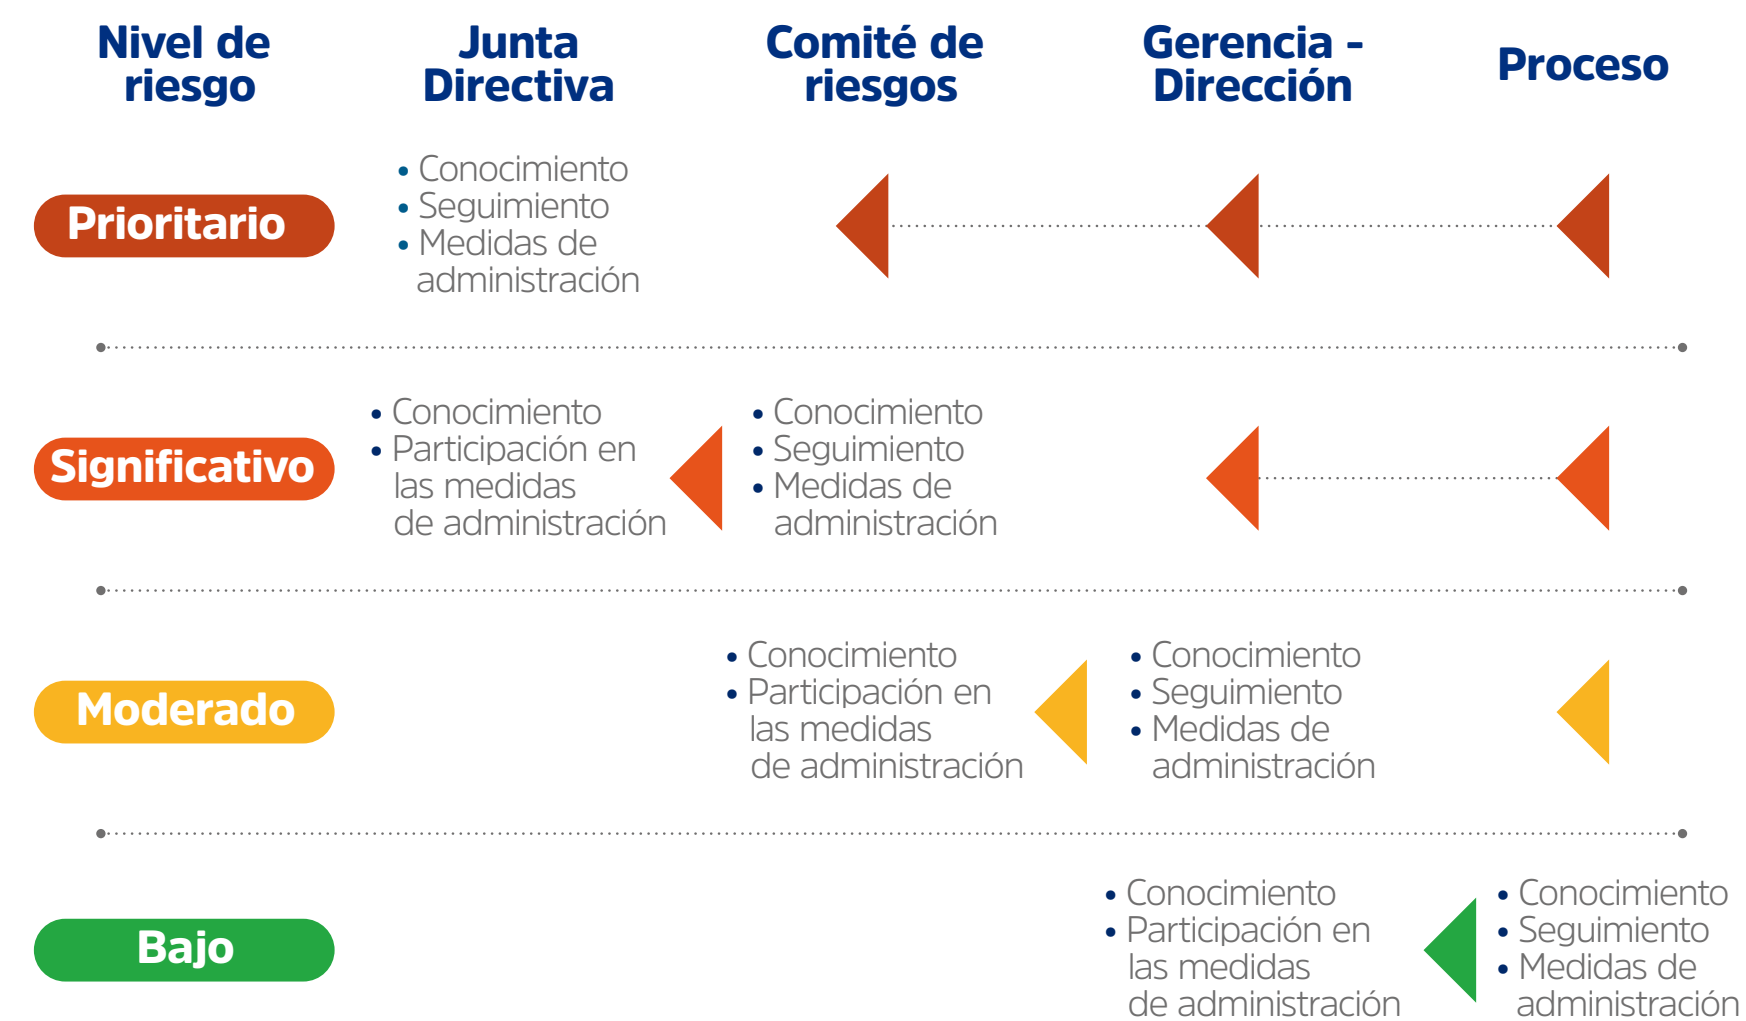 Nivel de
riesgo
Junta
Directiva
Comité de
riesgos
Gerencia -
Dirección
Proceso
Prioritario
• Conocimiento
• Seguimiento
• Medidas de
administración
Significativo
• Conocimiento
• Participación en
las medidas
de administración
• Conocimiento
• Seguimiento
• Medidas de
administración
Moderado
• Conocimiento
• Participación en
las medidas
de administración
• Conocimiento
• Seguimiento
• Medidas de
administración
Bajo
• Conocimiento
• Participación en
las medidas
de administración
• Conocimiento
• Seguimiento
• Medidas de
administración